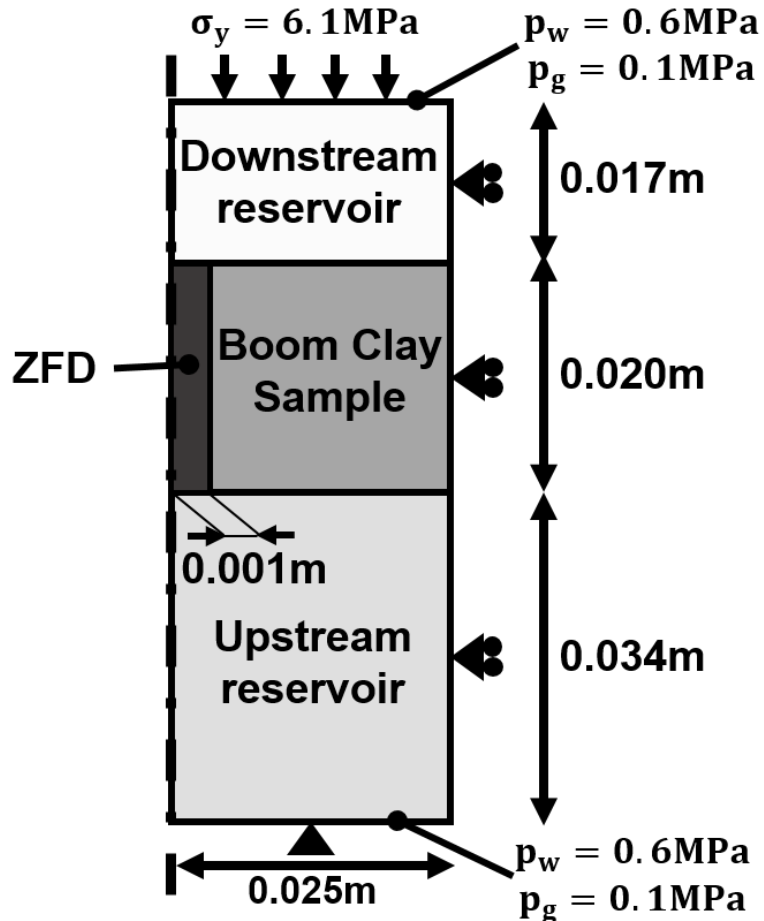 σy = 6.1MPa
pw = 0.6MPa
pg = 0.1MPa
Downstream
reservoir
0.017m
ZFD
Boom Clay
Sample
0.020m
0.001m
Upstream
reservoir
0.034m
pw = 0.6MPa
pg = 0.1MPa
0.025m